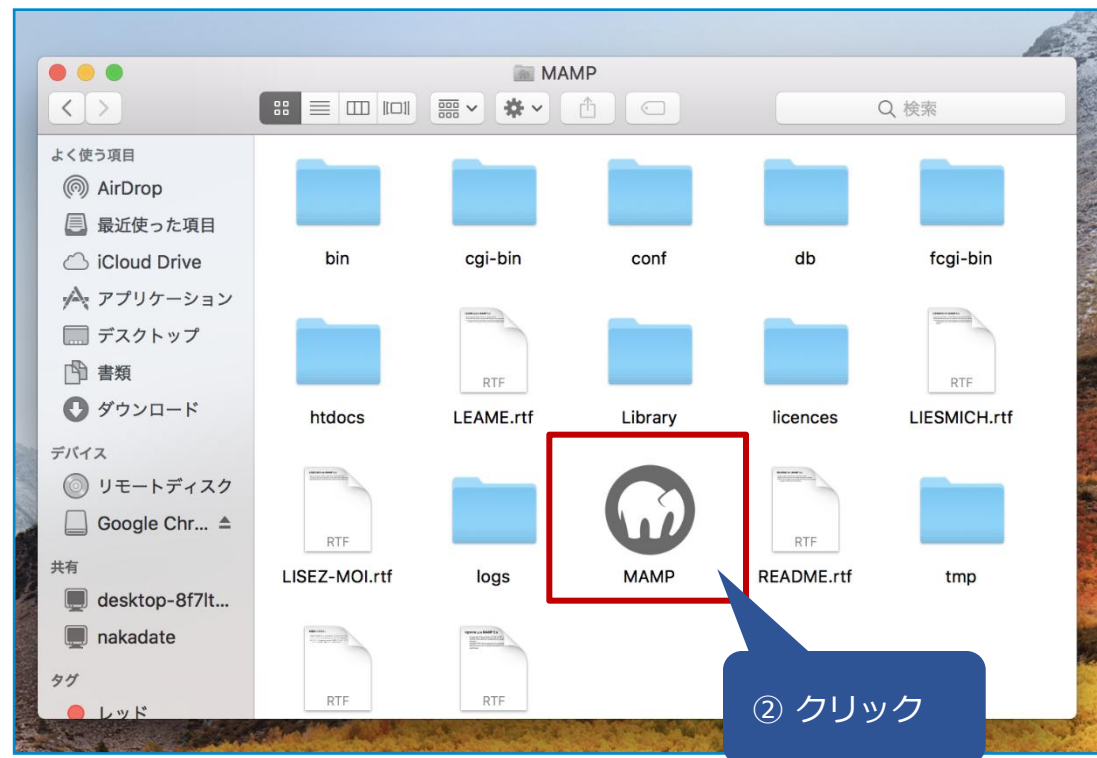 MAMP
検索
よく使う項目
AirDrop
最近使った項目
iCloud Drive
アプリケーション
デスクトップ
書類
ダウンロード
デバイス
リモートディスク
Google Chr...
共有
desktop-8f7lt...
nakadate
タグ
レッド
bin
cgi-bin
conf
db
fcgi-bin
RTF
RTF
htdocs
LEAME.rtf
Library
licences
LIESMICH.rtf
RTF
RTF
LISEZ-MOI.rtf
logs
MAMP
README.rtf
tmp
RTF
RTF
② クリック